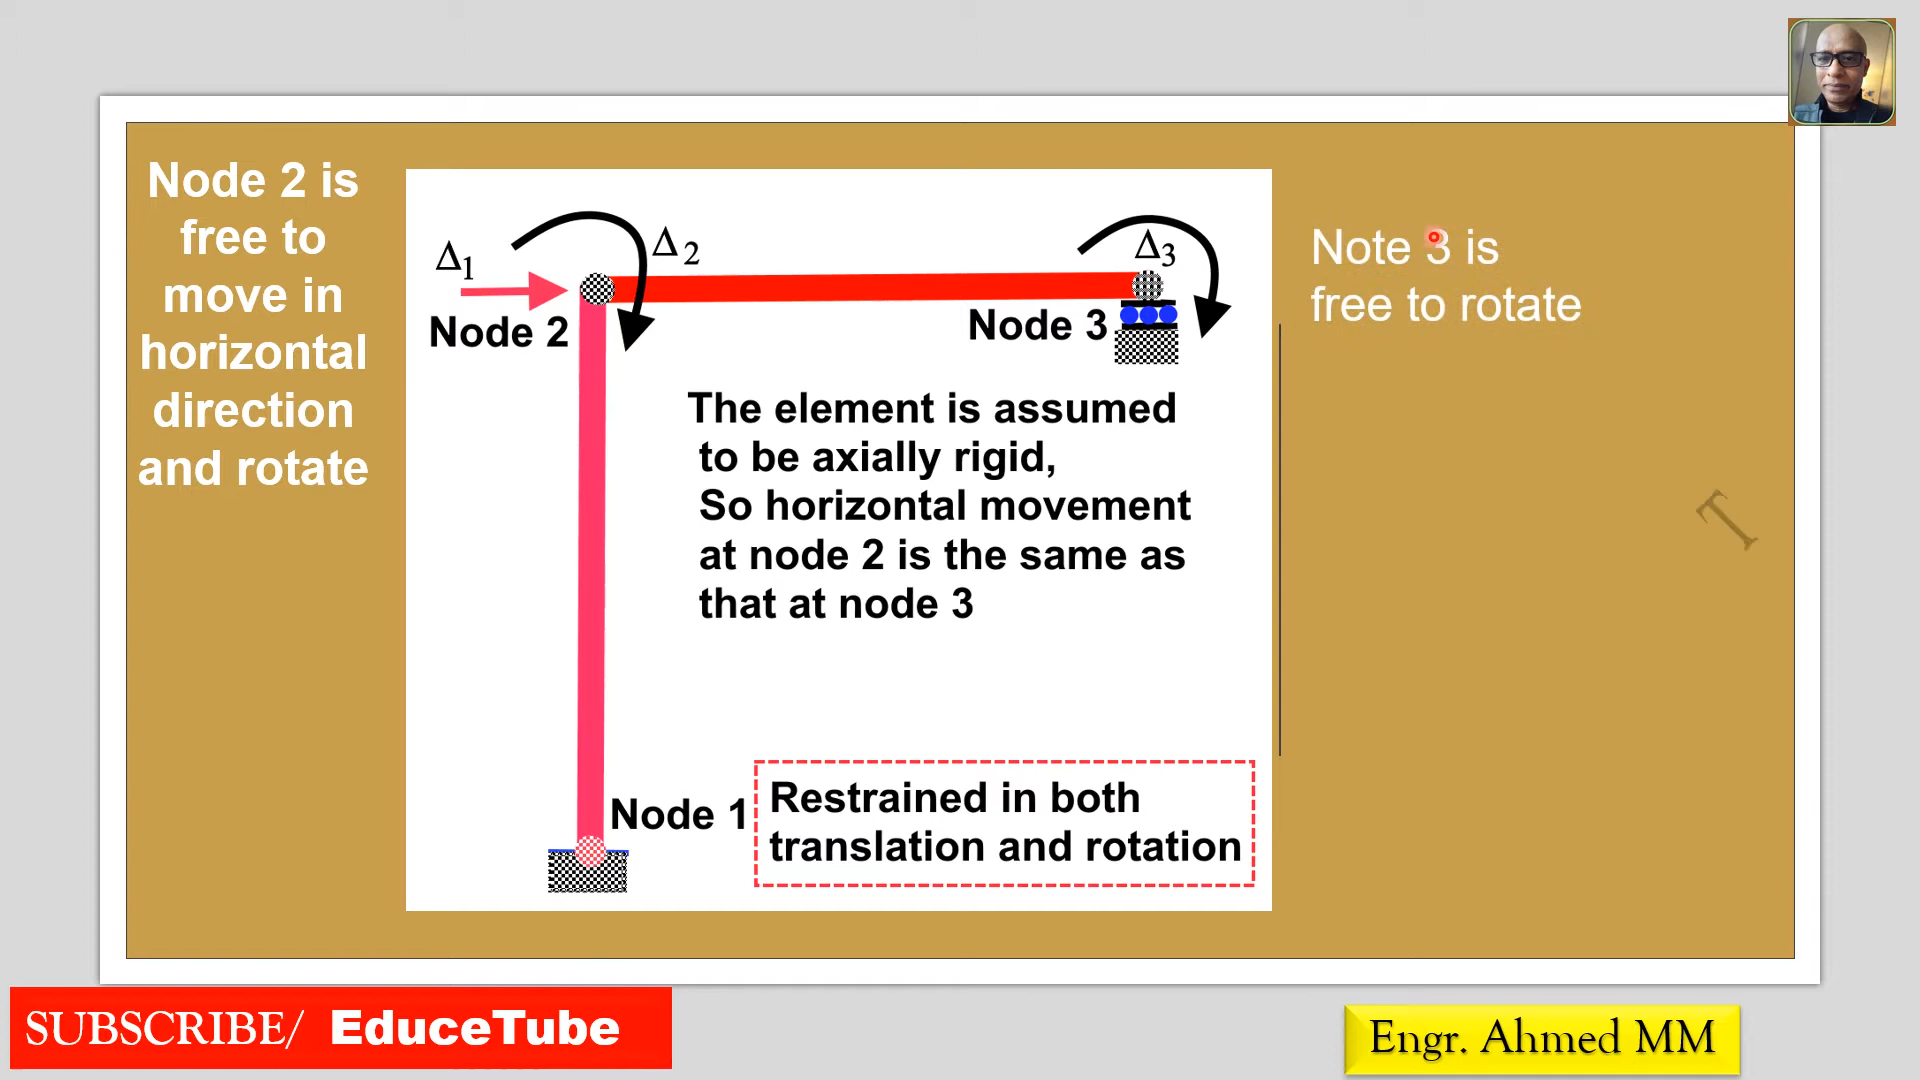 Node 2 is
free to
move in
horizontal
direction
and rotate
Δ1
Δ2
Δ3
Node 2
Node 3
The element is assumed
to be axially rigid,
So horizontal movement
at node 2 is the same as
that at node 3
Node 1
Restrained in both
translation and rotation
Note 3 is
free to rotate
T
SUBSCRIBE/ EduceTube
Engr. Ahmed MM